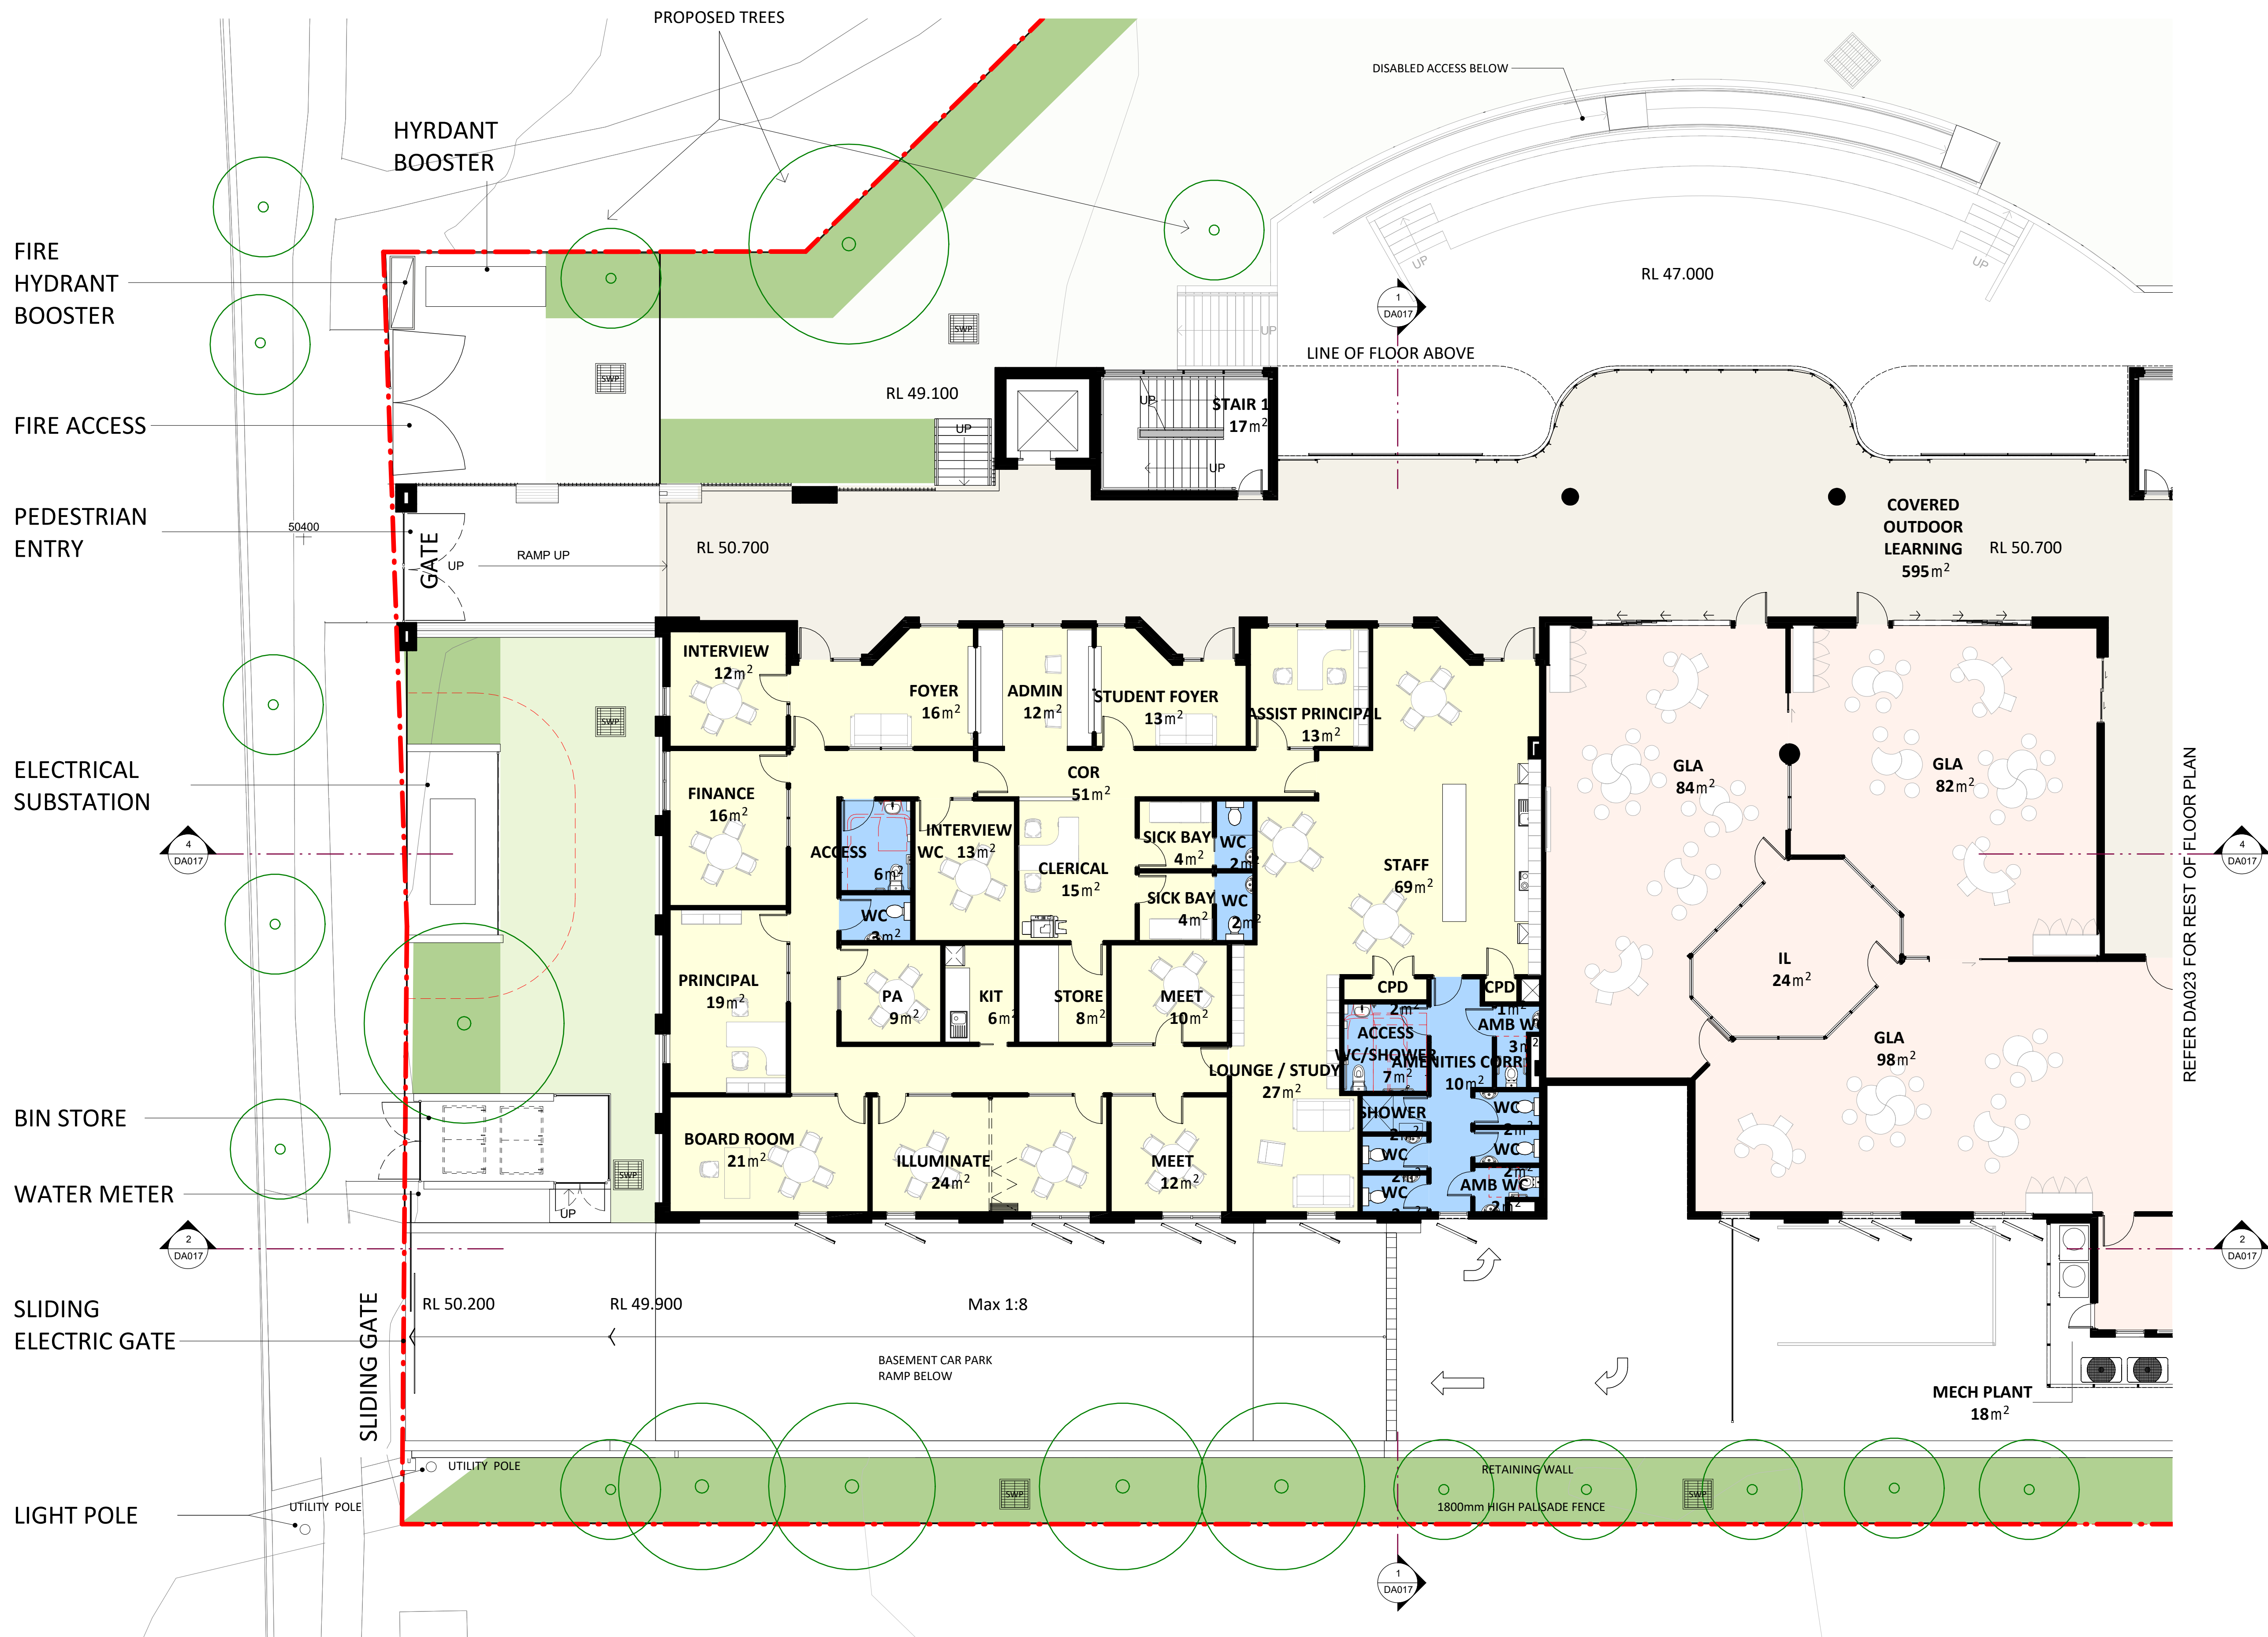 PROPOSED TREES
DISABLED ACCESS BELOW
HYRDANT
BOOSTER
FIRE
HYDRANT
BOOSTER
UP
UP
RL 47.000
1
DA017
SWP
UP
LINE OF FLOOR ABOVE
SWP
RL 49.100
UP
STAIR 1
17m²
UP
UP
FIRE ACCESS
PEDESTRIAN
ENTRY
50400
GATE
UP
RAMP UP
RL 50.700
COVERED
OUTDOOR
LEARNING
595m²
RL 50.700
INTERVIEW
12m²
FOYER
16m²
ADMIN
12m²
STUDENT FOYER
13m²
ASSIST PRINCIPAL
13m²
SWP
ELECTRICAL
SUBSTATION
FINANCE
16m²
COR
51m²
GLA
84m²
GLA
82m²
REFER DA023 FOR REST OF FLOOR PLAN
4
DA017
ACCESS
WC
6m²
INTERVIEW
13m²
CLERICAL
15m²
SICK BAY
4m²
WC
2m²
STAFF
69m²
4
DA017
WC
3m²
SICK BAY
4m²
WC
2m²
PRINCIPAL
19m²
PA
9m²
KIT
6m²
STORE
8m²
MEET
10m²
CPD
2m²
CPD
1m²
IL
24m²
ACCESS
WC/SHOWER
7m²
AMB WC
3m²
AMENITIES CORR
10m²
GLA
98m²
LOUNGE / STUDY
27m²
BIN STORE
BOARD ROOM
21m²
ILLUMINATE
24m²
MEET
12m²
SHOWER
2m²
WC
2m²
WC
2m²
WC
2m²
WC
2m²
AMB WC
2m²
SWP
UP
WATER METER
2
DA017
2
DA017
SLIDING
ELECTRIC GATE
SLIDING GATE
RL 50.200
RL 49.900
Max 1:8
BASEMENT CAR PARK
RAMP BELOW
MECH PLANT
18m²
UTILITY POLE
RETAINING WALL
SWP
SWP
LIGHT POLE
UTILITY POLE
1800mm HIGH PALISADE FENCE
1
DA017